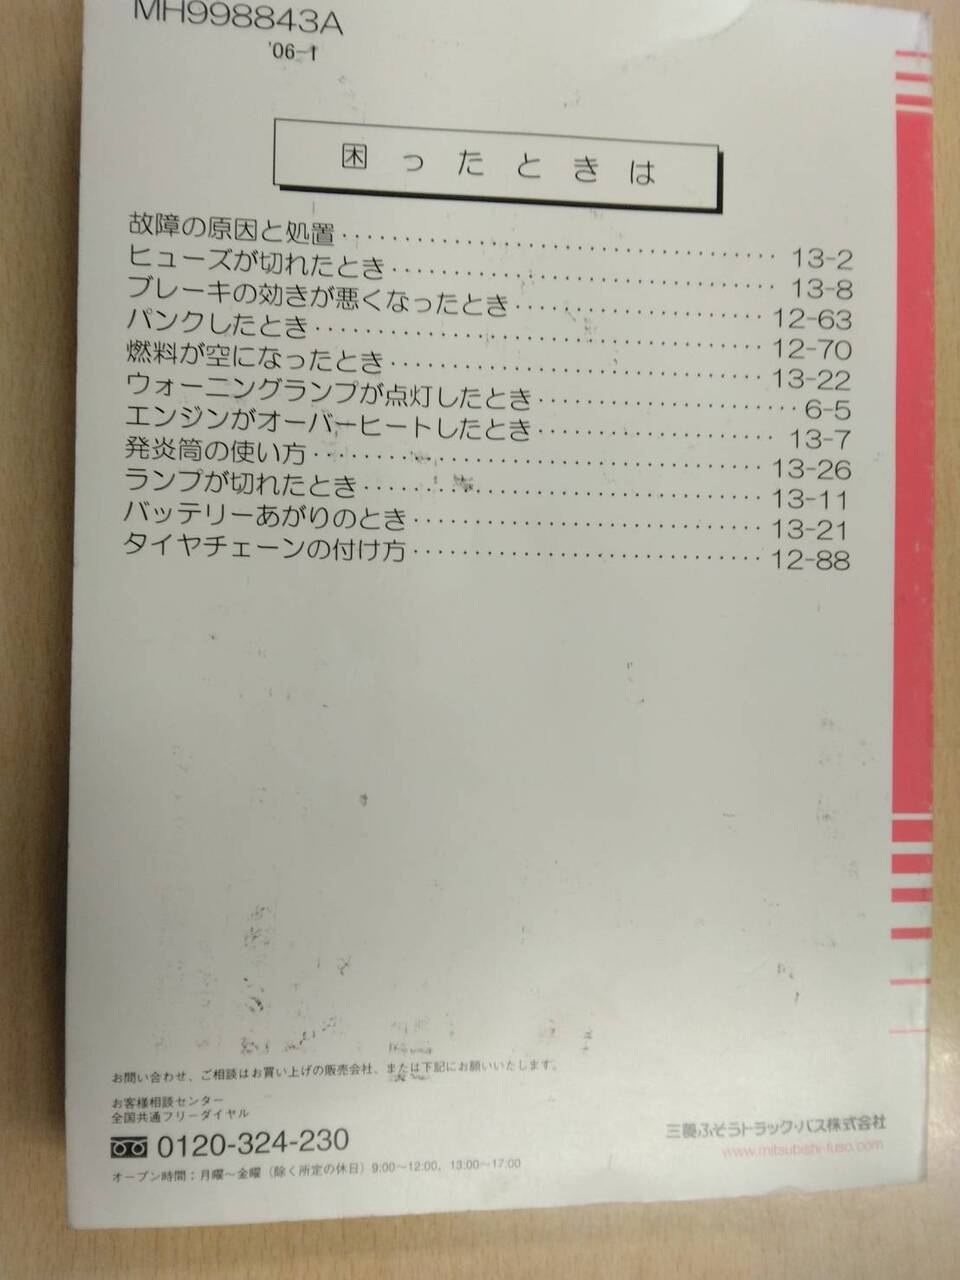 MH998843A
'06-1
困ったときは
故障の原因と処置 13-2
ヒューズが切れたとき 13-8
ブレーキの効きが悪くなったとき 12-63
パンクしたとき 12-70
燃料が空になったとき 13-22
ウォーニングランプが点灯したとき 6-5
エンジンがオーバーヒートしたとき 13-7
発炎筒の使い方 13-26
ランプが切れたとき 13-11
バッテリーあがりのとき 13-21
タイヤチェーンの付け方 12-88
お問い合わせ、ご相談はお買い上げの販売会社、または下記にお願いいたします。
お客様相談センター
全国共通フリーダイヤル
0120-324-230
オープン時間：月曜〜金曜（除く所定の休日）9:00〜12:00，13:00〜17:00
三菱ふそうトラック・バス株式会社
www.mitsubishi-fuso.com